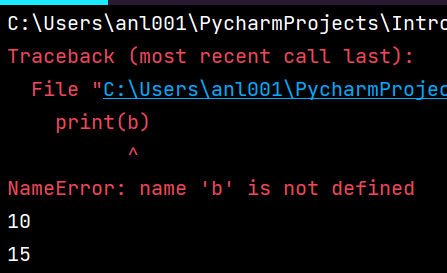 C:\Users\anl001\PycharmProjects\Intro
Traceback (most recent call last):
File "C:\Users\anl001\PycharmProjec
print(b)
^
NameError: name 'b' is not defined
10
15